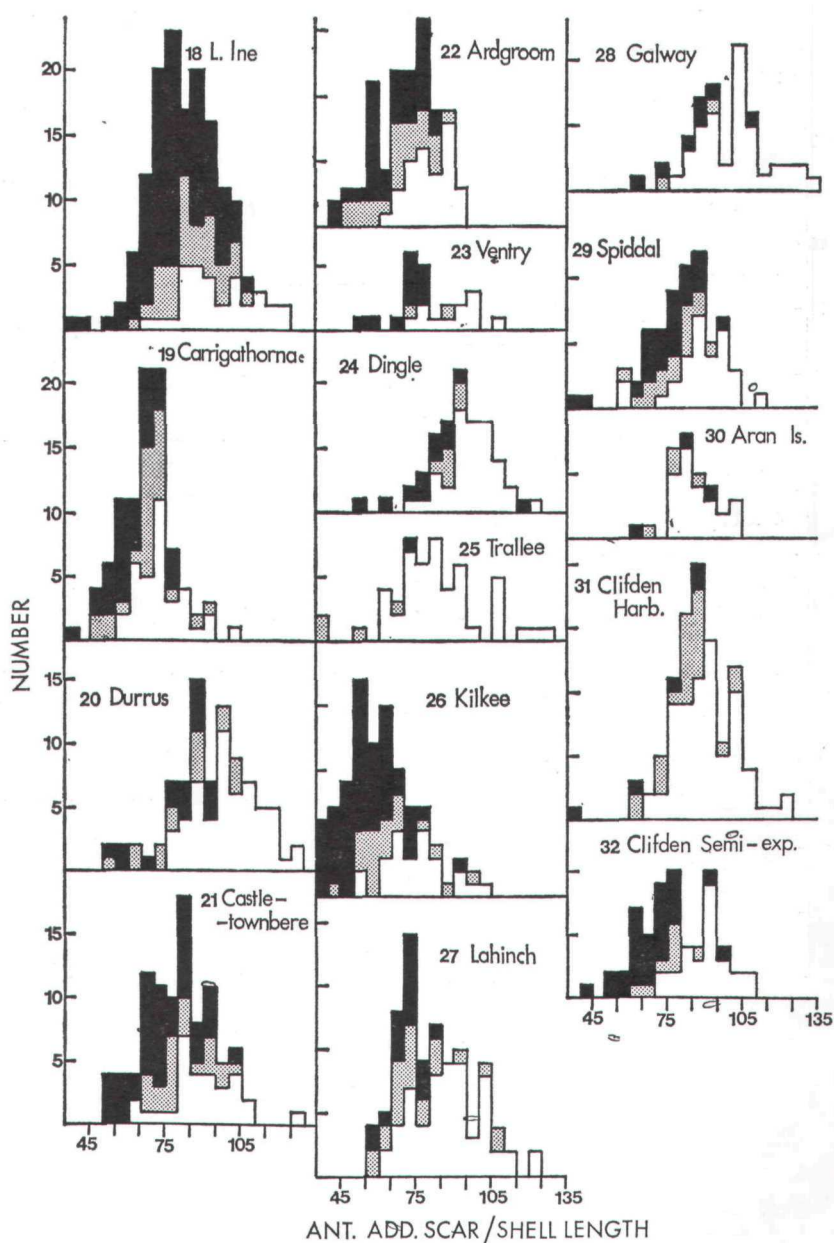 20
18 L. Ine
15
10
5
19 Carrigathorna
20
15
10
5
NUMBER
20 Durrus
15
10
5
21 Castle-
-townbere
15
10
5
45 75 105
22 Ardgroom
23 Ventry
24 Dingle
25 Trallee
26 Kilkee
27 Lahinch
45 75 105 135
28 Galway
29 Spiddal
30 Aran Is.
31 Clifden
Harb.
32 Clifden Semi-exp.
45 75 105 135
ANT. ADD. SCAR/SHELL LENGTH